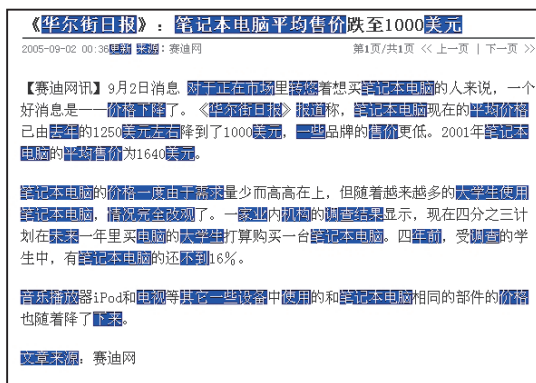 《华尔街日报》：笔记本电脑平均售价跌至1000美元
2005-09-02 00:36更新 来源：赛迪网 第1页/共1页 << 上一页 | 下一页 >>
【赛迪网讯】9月2日消息 对于正在市场里转悠着想买笔记本电脑的人来说，一个
好消息是——价格下降了。《华尔街日报》报道称，笔记本电脑现在的平均价格
已由去年的1250美元左右降到了1000美元，一些品牌的售价更低。2001年笔记本
电脑的平均售价为1640美元。
笔记本电脑的价格一度由于需求量少而高高在上，但随着越来越多的大学生使用
笔记本电脑，情况完全改观了。一家业内机构的调查结果显示，现在四分之三计
划在未来一年里买电脑的大学生打算购买一台笔记本电脑。四年前，受调查的学
生中，有笔记本电脑的还不到16%。
音乐播放器iPod和电视等其它一些设备中使用的和笔记本电脑相同的部件的价格
也随着降了下来。
文章来源：赛迪网